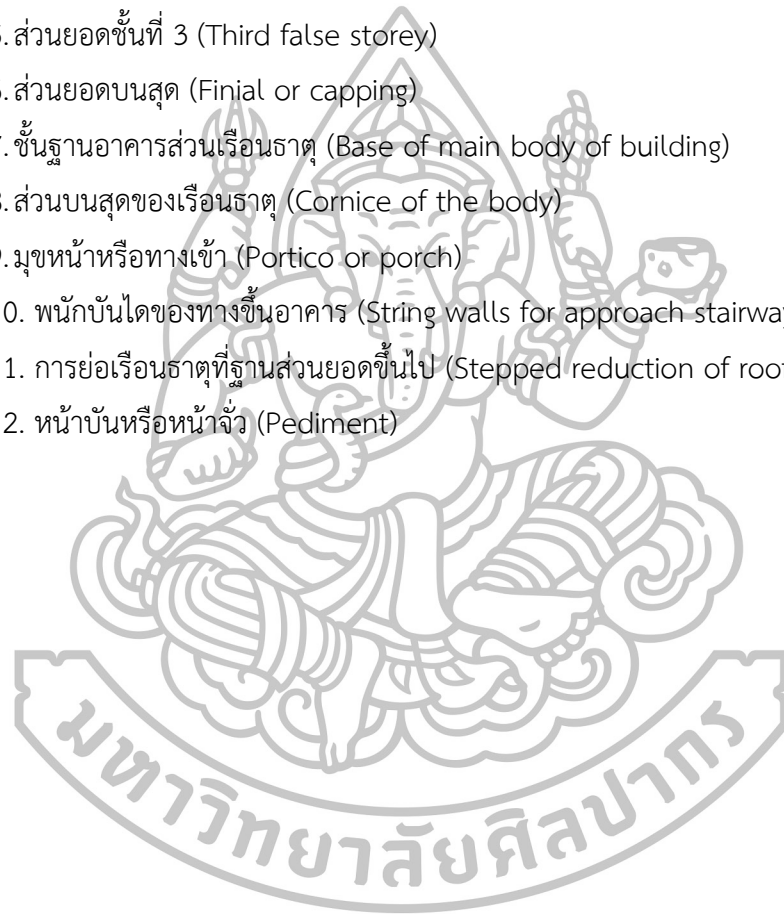 5. ส่วนยอดชั้นที่ 3 (Third false storey)
6. ส่วนยอดบนสุด (Finial or capping)
7. ชั้นฐานอาคารส่วนเรือนธาตุ (Base of main body of building)
8. ส่วนบนสุดของเรือนธาตุ (Cornice of the body)
9. มุขหน้าหรือทางเข้า (Portico or porch)
0. พนักบันไดของทางขึ้นอาคาร (String walls for approach stairwa
1. การย่อเรือนธาตุที่ฐานส่วนยอดขึ้นไป (Stepped reduction of roo
2. หน้าบันหรือหน้าจั่ว (Pediment)
มหาวิทยาลัยศิลปากร